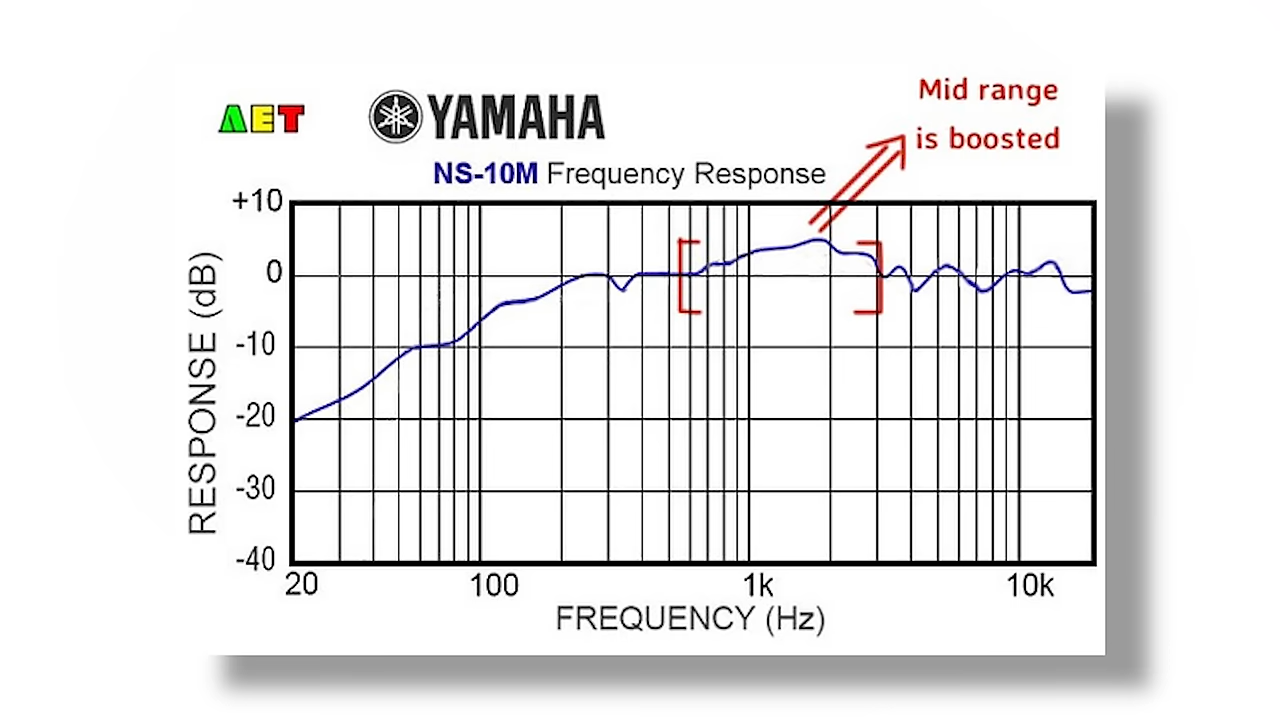 AET
YAMAHA
Mid range
is boosted
NS-10M Frequency Response
+10
0
-10
-20
-30
-40
RESPONSE (dB)
20 100 1k 10k
FREQUENCY (Hz)